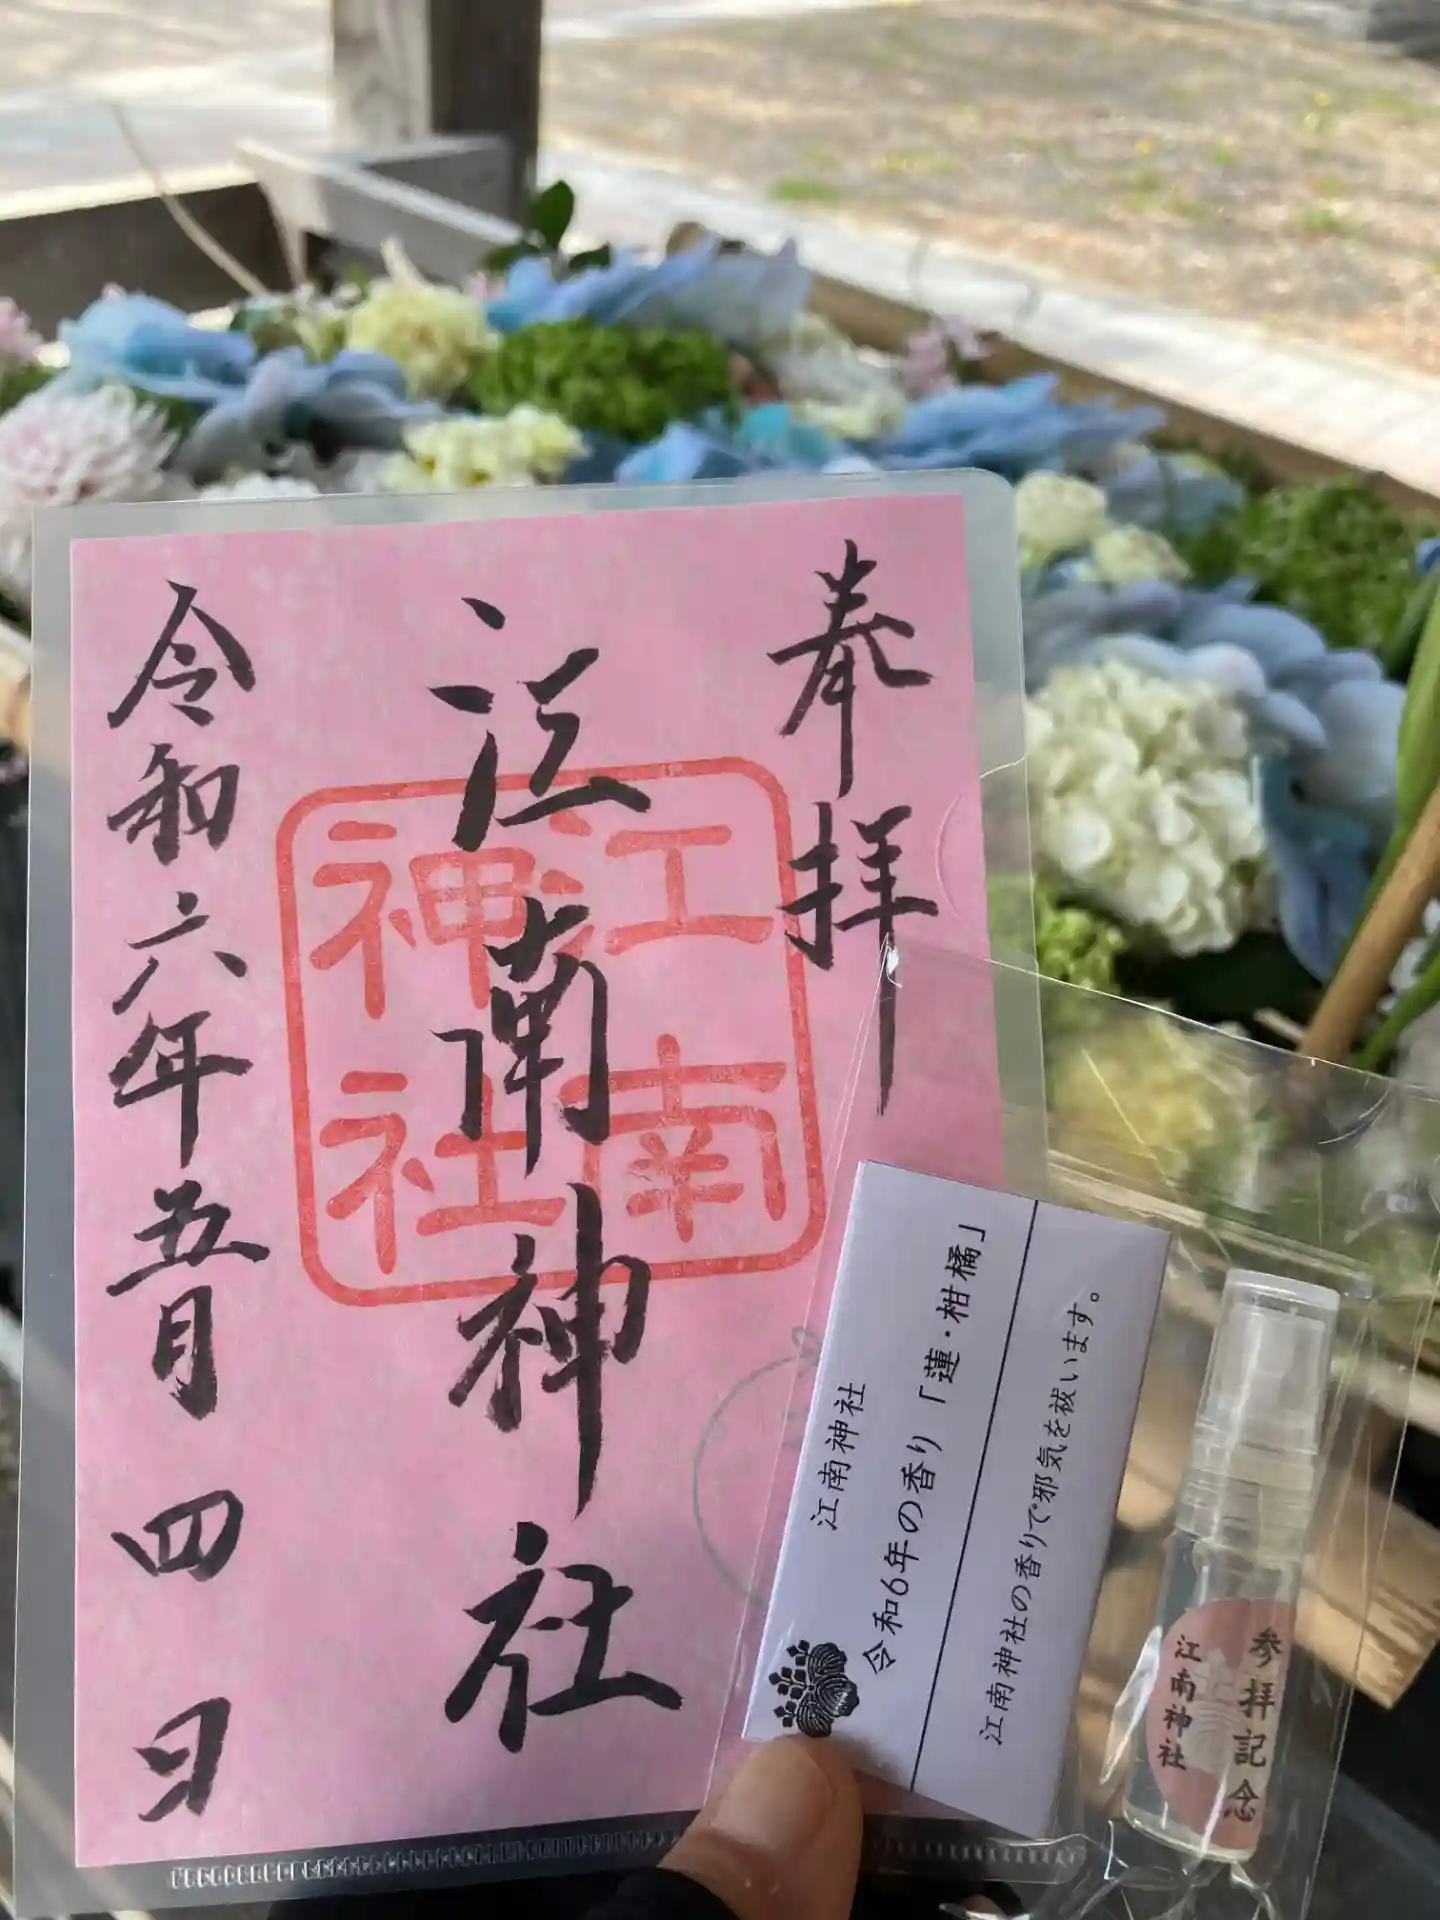 奉拝
江南神社
令和六年五月四日
江南
神社
江南神社
令和6年の香り「蓮・柑橘」
江南神社の香りで邪気を祓います。
参拝記念
江南神社